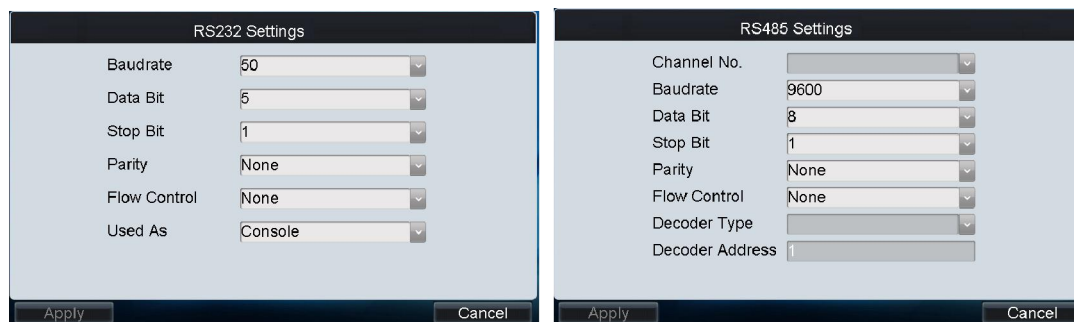 RS232 Settings
Baudrate 50
Data Bit 5
Stop Bit 1
Parity None
Flow Control None
Used As Console
Apply Cancel
RS485 Settings
Channel No.
Baudrate 9600
Data Bit 8
Stop Bit 1
Parity None
Flow Control None
Decoder Type
Decoder Address 1
Apply Cancel